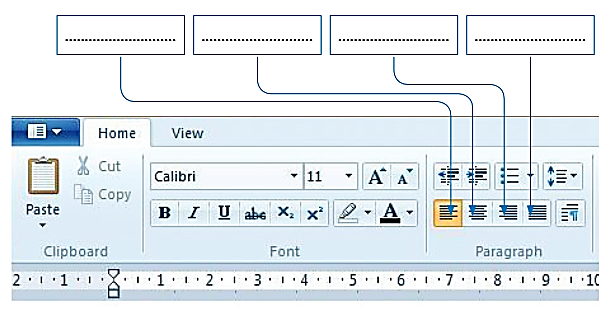 ........................ ........................ ........................ ........................
Home View
Cut
Calibri 11 A A
Copy
Paste
B I U abc X₂ X² A
Clipboard Font Paragraph
2 1 1 2 3 4 5 6 7 8 9 10